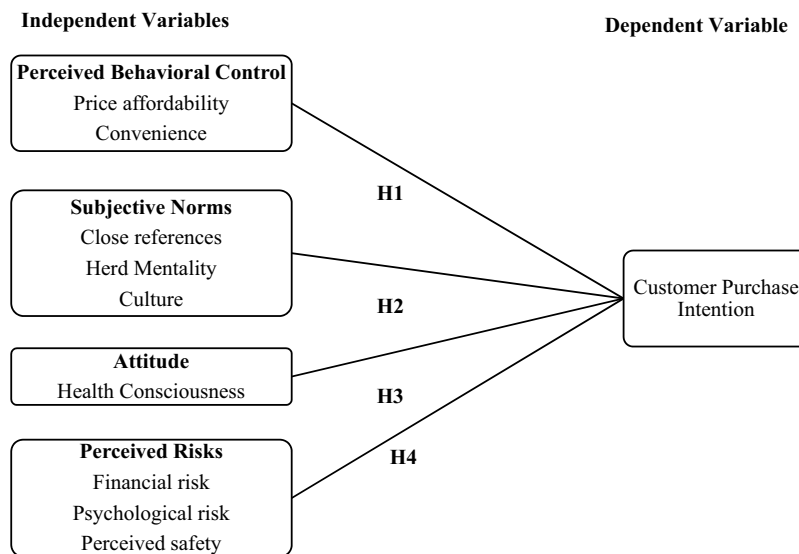 Independent Variables
Dependent Variable
Perceived Behavioral Control
Price affordability
Convenience
H1
Subjective Norms
Close references
Herd Mentality
Culture
H2
Customer Purchase
Intention
Attitude
Health Consciousness
H3
Perceived Risks
Financial risk
Psychological risk
Perceived safety
H4